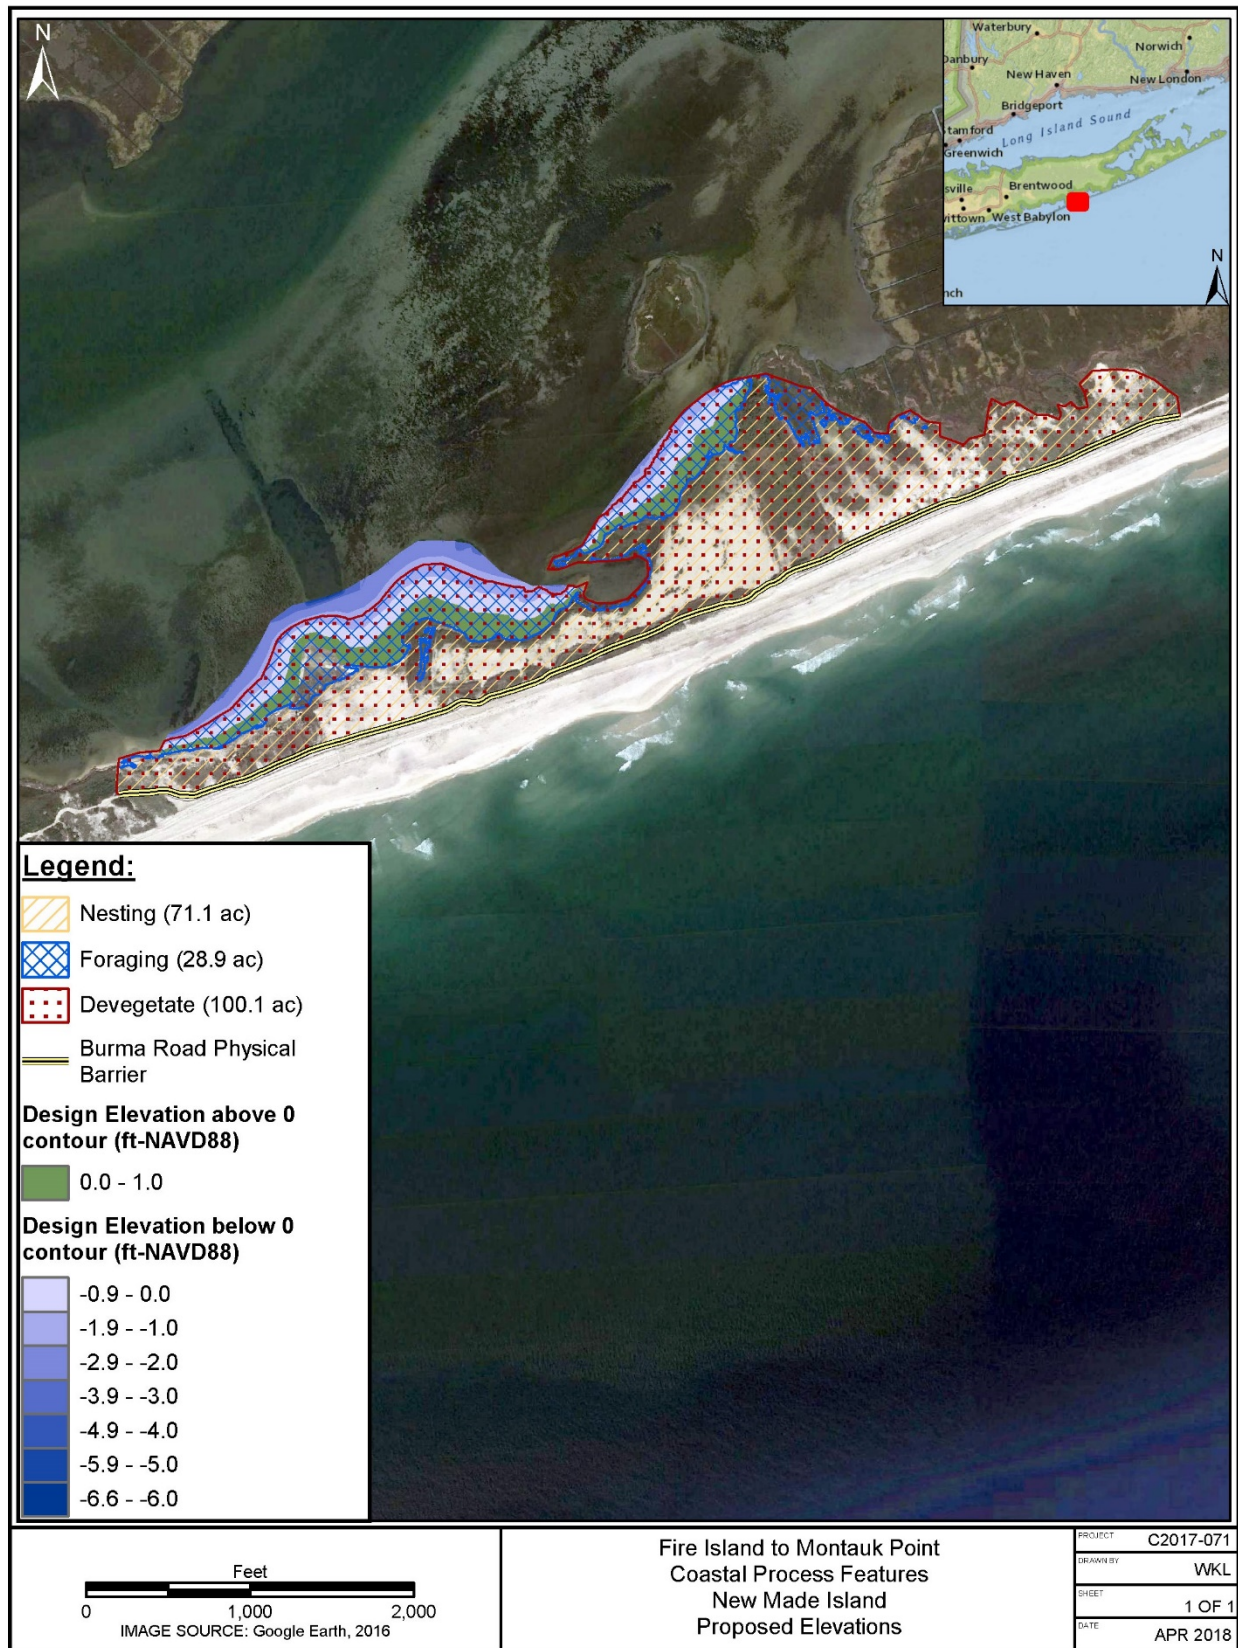 N
Waterbury
Norwich
Danbury
New Haven
New London
Bridgeport
Stamford
Long Island Sound
Greenwich
sville
Brentwood
vittown
West Babylon
N
nch
Legend:
Nesting (71.1 ac)
Foraging (28.9 ac)
Devegetate (100.1 ac)
Burma Road Physical
Barrier
Design Elevation above 0
contour (ft-NAVD88)
0.0 - 1.0
Design Elevation below 0
contour (ft-NAVD88)
-0.9 - 0.0
-1.9 - -1.0
-2.9 - -2.0
-3.9 - -3.0
-4.9 - -4.0
-5.9 - -5.0
-6.6 - -6.0
Feet
0 1,000 2,000
IMAGE SOURCE: Google Earth, 2016
Fire Island to Montauk Point
Coastal Process Features
New Made Island
Proposed Elevations
PROJECT C2017-071
DRAWN BY WKL
SHEET 1 OF 1
DATE APR 2018